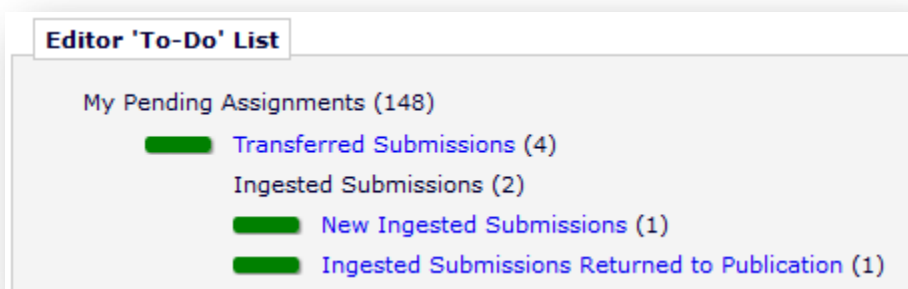 Editor 'To-Do' List
My Pending Assignments (148)
Transferred Submissions (4)
Ingested Submissions (2)
New Ingested Submissions (1)
Ingested Submissions Returned to Publication (1)